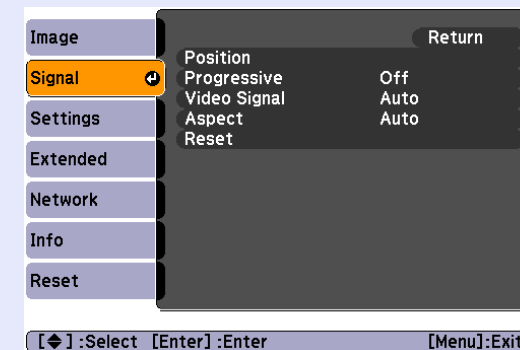 Image
Signal
Settings
Extended
Network
Info
Reset
Return
Position
Progressive Off
Video Signal Auto
Aspect Auto
Reset
[◆] :Select [Enter] :Enter [Menu]:Exit